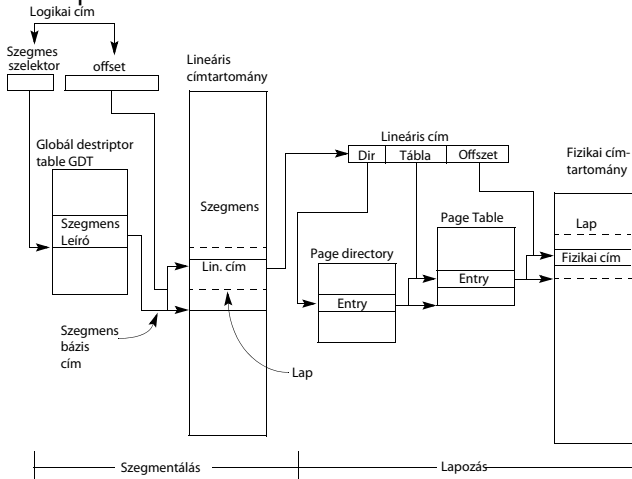 Logikai cím
Szegmes
szelektor
offset
Lineáris
címtartomány
Globál destriptor
table GDT
Szegmens
Leíró
Szegmens
Lin. cím
Szegmens
bázis
cím
Lap
Lineáris cím
Dir
Tábla
Offszet
Page directory
Entry
Page Table
Entry
Fizikai cím-
tartomány
Lap
Fizikai cím
Szegmentálás
Lapozás